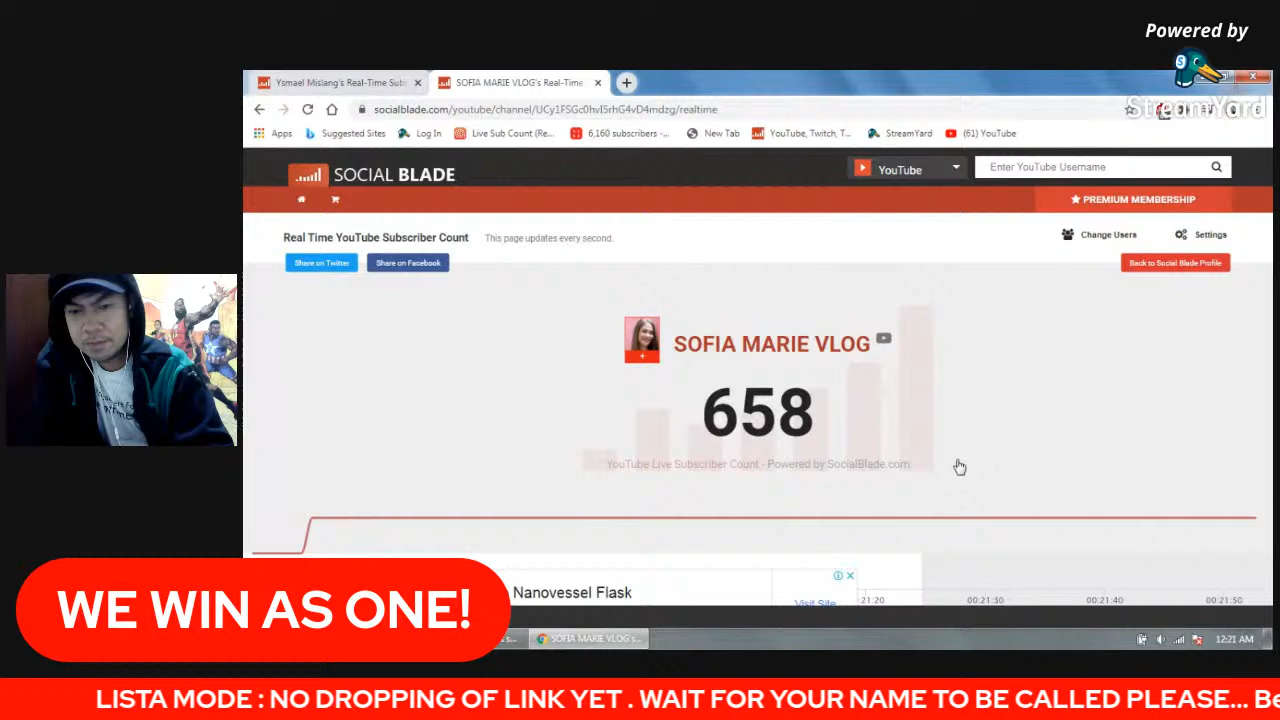 Powered by
StreamYard
Ysmael Mislang's Real-Time Sub
SOFIA MARIE VLOG's Real-Time
socialblade.com/youtube/channel/UCy1FSGc0hvI5rhG4vD4mdzg/realtime
Apps Suggested Sites Log In Live Sub Count (Re... 6,160 subscribers -... New Tab YouTube, Twitch, T... StreamYard (61) YouTube
SOCIAL BLADE YouTube Enter YouTube Username
PREMIUM MEMBERSHIP
Real Time YouTube Subscriber Count This page updates every second. Change Users Settings
Share on Twitter Share on Facebook Back to Social Blade Profile
SOFIA MARIE VLOG
658
YouTube Live Subscriber Count - Powered by SocialBlade.com
Nanovessel Flask
Visit Site
:21:20 00:21:30 00:21:40 00:21:50
WE WIN AS ONE!
SOFIA MARIE VLOG's... 12:21 AM
LISTA MODE : NO DROPPING OF LINK YET . WAIT FOR YOUR NAME TO BE CALLED PLEASE... Be